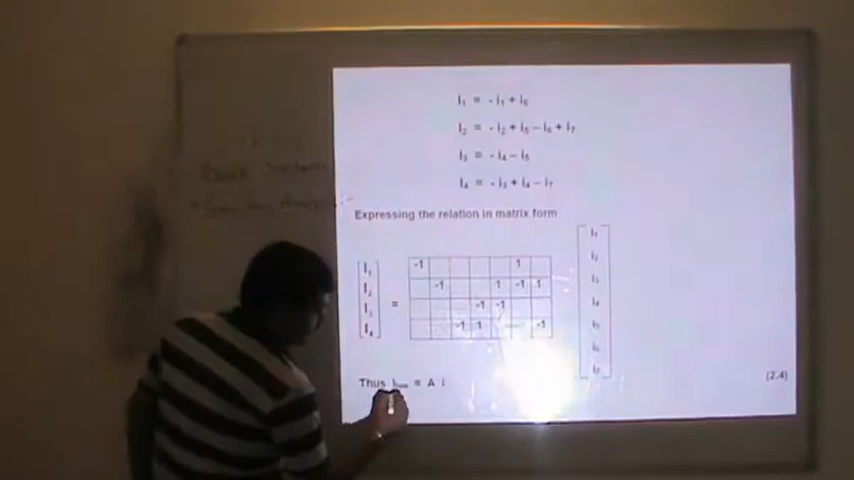 I₁ = - i₁ + i₆
I₂ = - i₂ + i₅ – i₆ + i₇
I₃ = - i₄ – i₅
I₄ = - i₃ + i₄ – i₇
Expressing the relation in matrix form
I₁ I₂ I₃ I₄ =
-1 1
-1 1 -1 1
-1 -1
-1 1 -1
i₁
i₂
i₃
i₄
i₅
i₆
i₇
Thus = A i
(2.4)